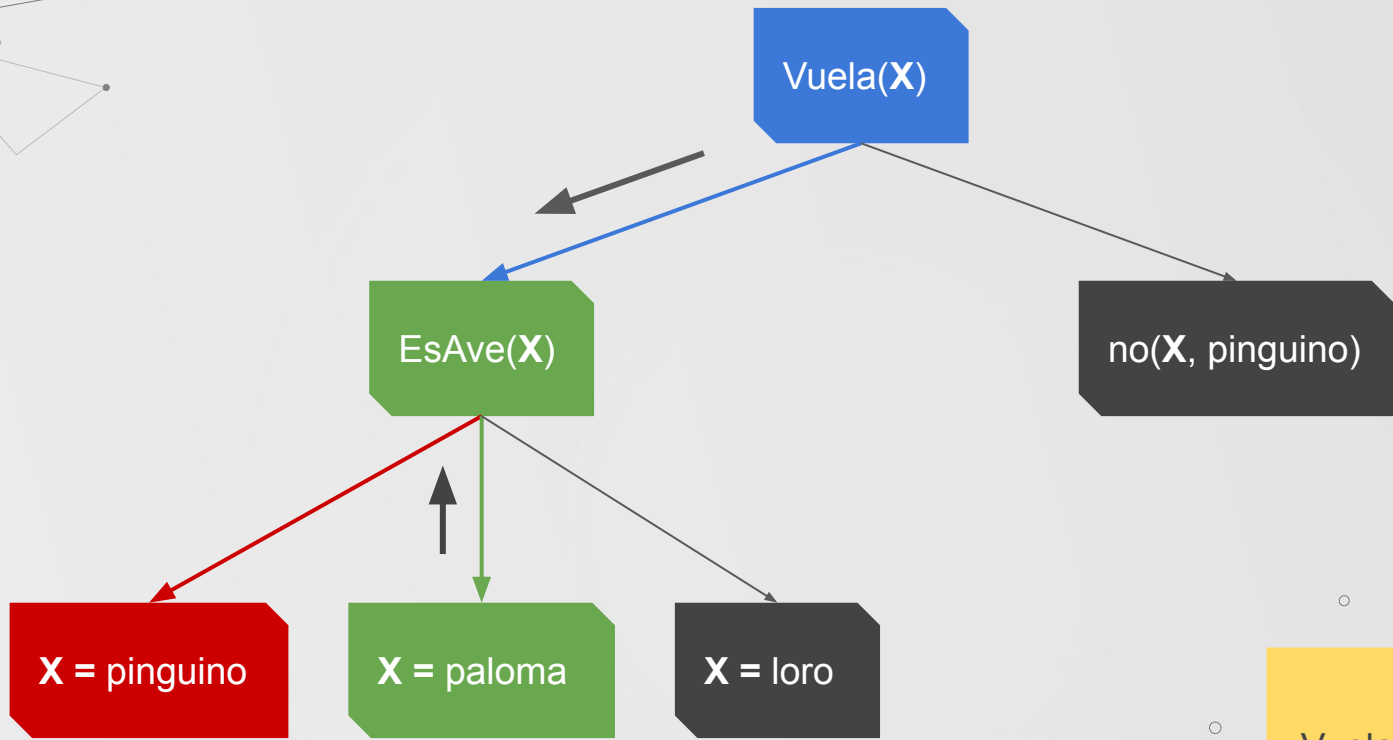 Vuela(X)
EsAve(X)
no(X, pinguino)
X = pinguino
X = paloma
X = loro